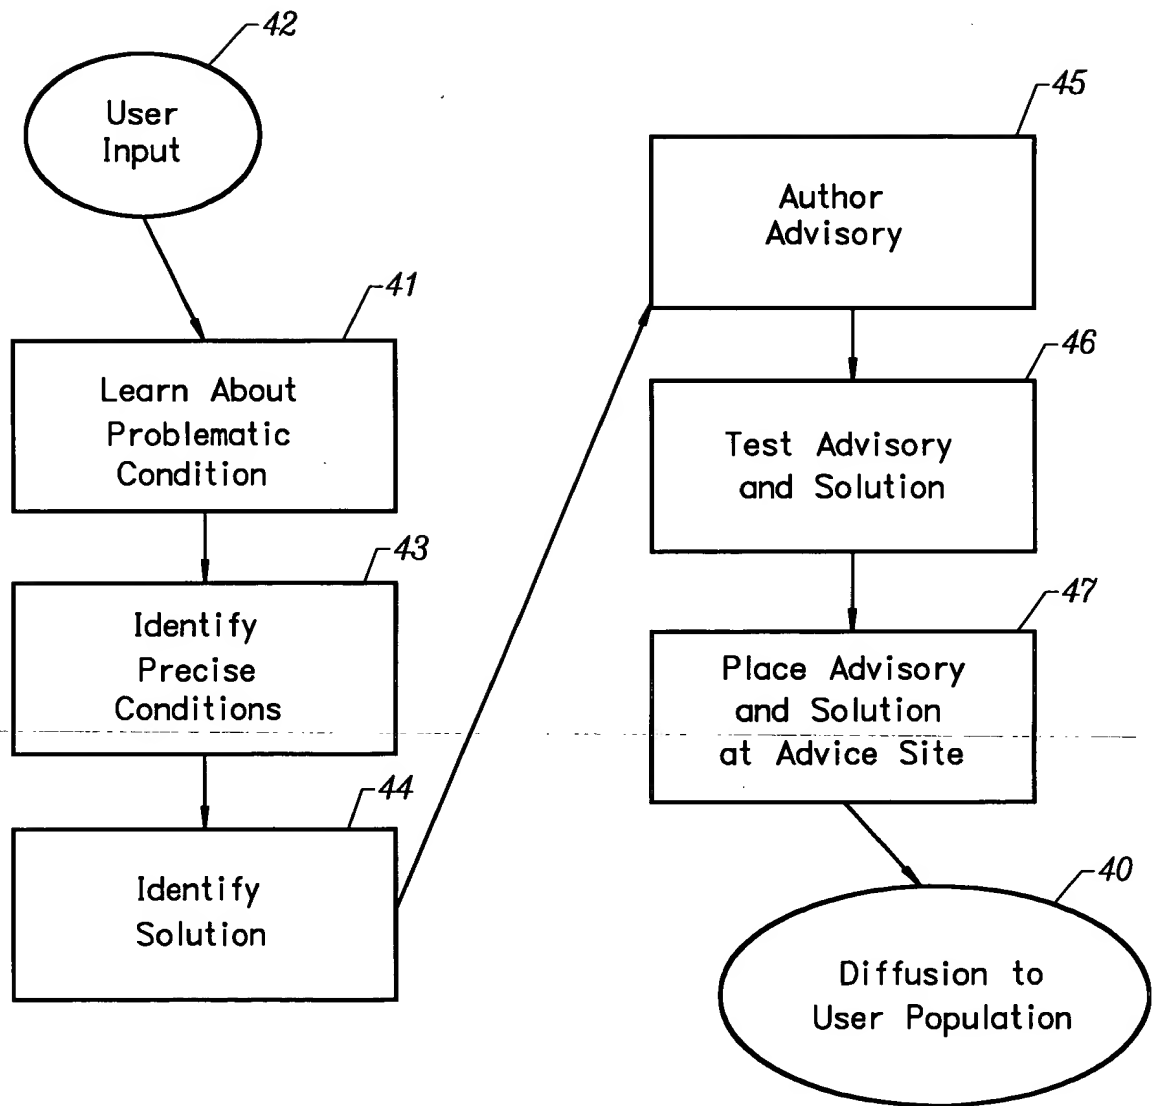 42
User
Input
41
Learn About
Problematic
Condition
43
Identify
Precise
Conditions
44
Identify
Solution
45
Author
Advisory
46
Test Advisory
and Solution
47
Place Advisory
and Solution
at Advice Site
40
Diffusion to
User Population